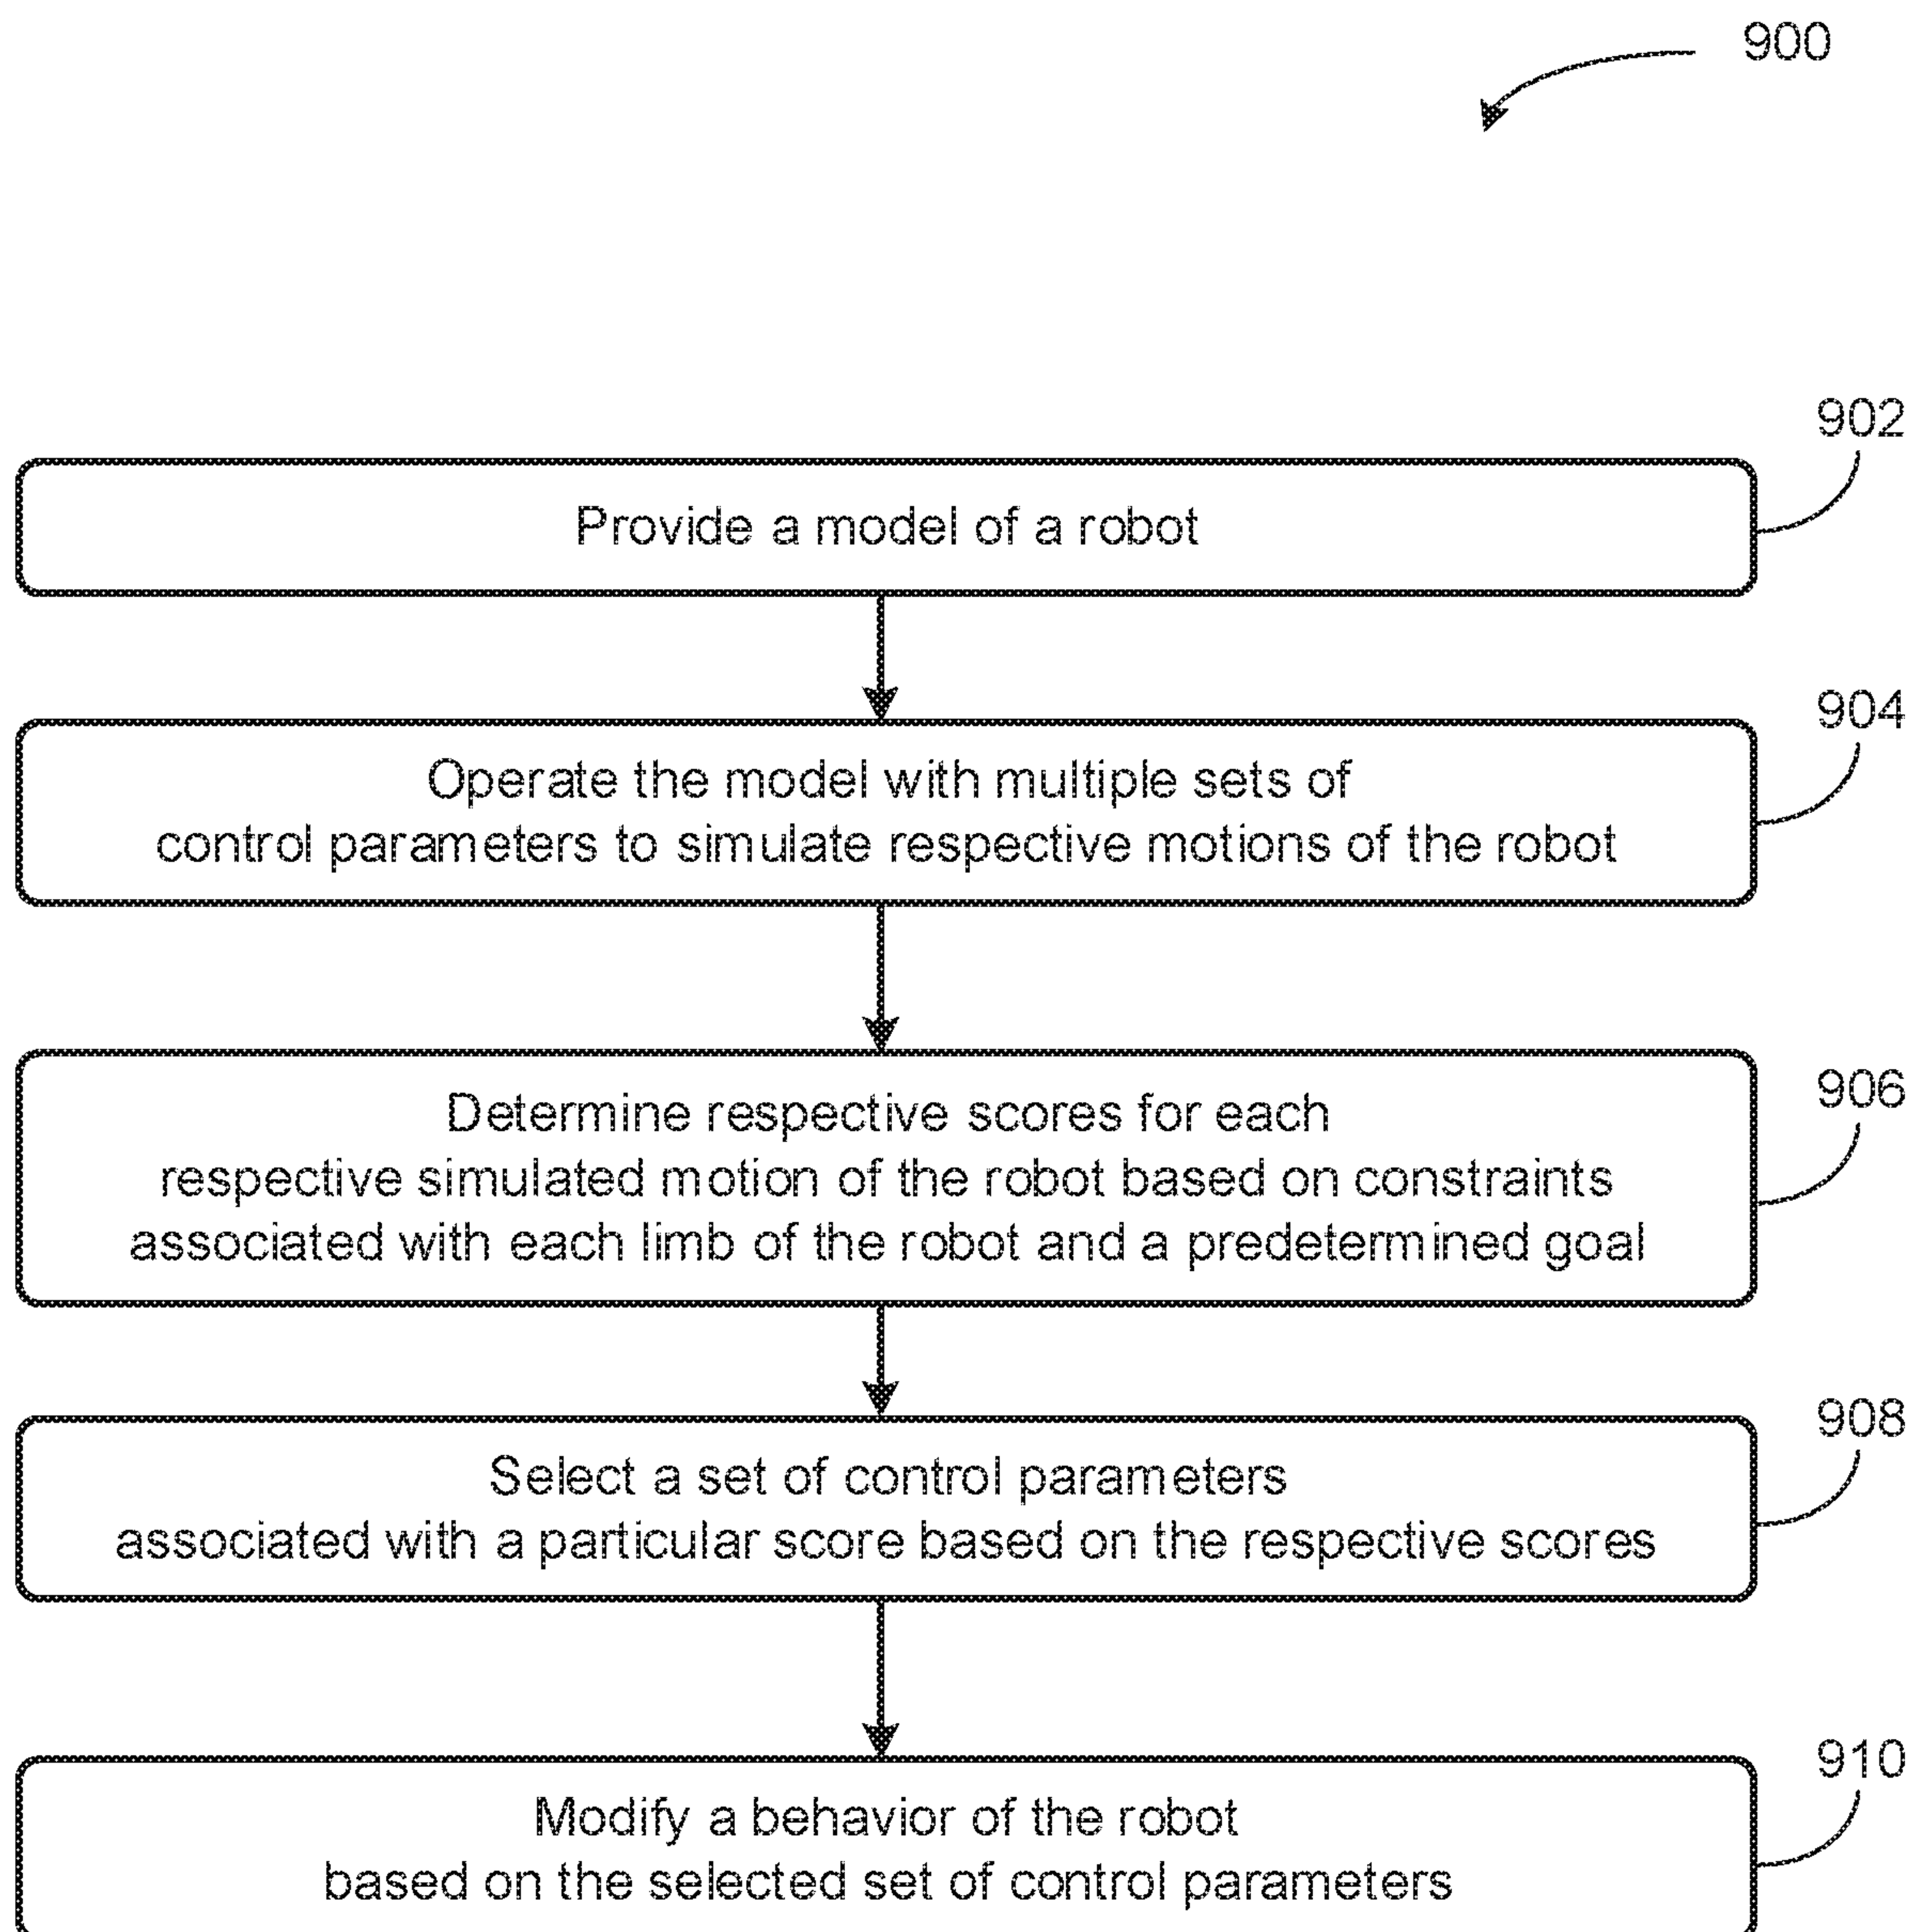 900
902
Provide a model of a robot
904
Operate the model with multiple sets of
control parameters to simulate respective motions of the robot
906
Determine respective scores for each
respective simulated motion of the robot based on constraints
associated with each limb of the robot and a predetermined goal
908
Select a set of control parameters
associated with a particular score based on the respective scores
910
Modify a behavior of the robot
based on the selected set of control parameters